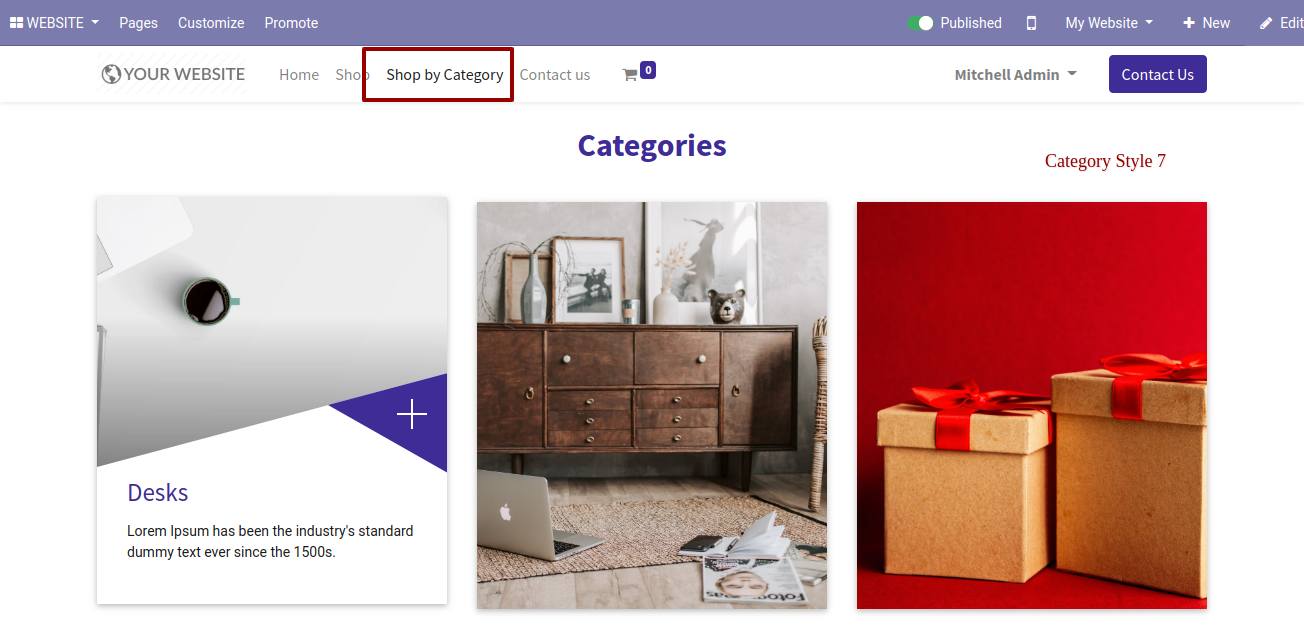 WEBSITE Pages Customize Promote Published My Website New Edit
YOUR WEBSITE Home Shop Shop by Category Contact us 0 Mitchell Admin Contact Us
Categories
Category Style 7
Desks
Lorem Ipsum has been the industry's standard
dummy text ever since the 1500s.